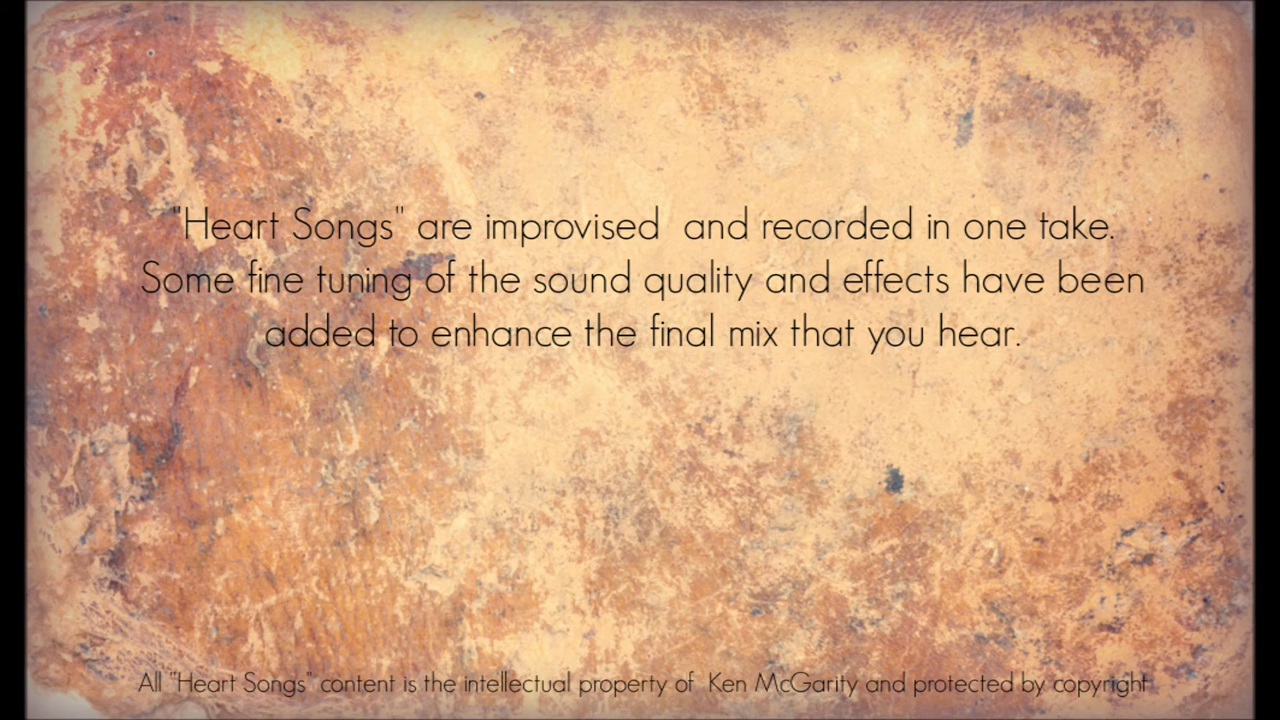 "Heart Songs" are improvised  and recorded in one take.
Some fine tuning of the sound quality and effects have been
added to enhance the final mix that you hear.
All "Heart Songs" content is the intellectual property of  Ken McGarity and protected by copyright